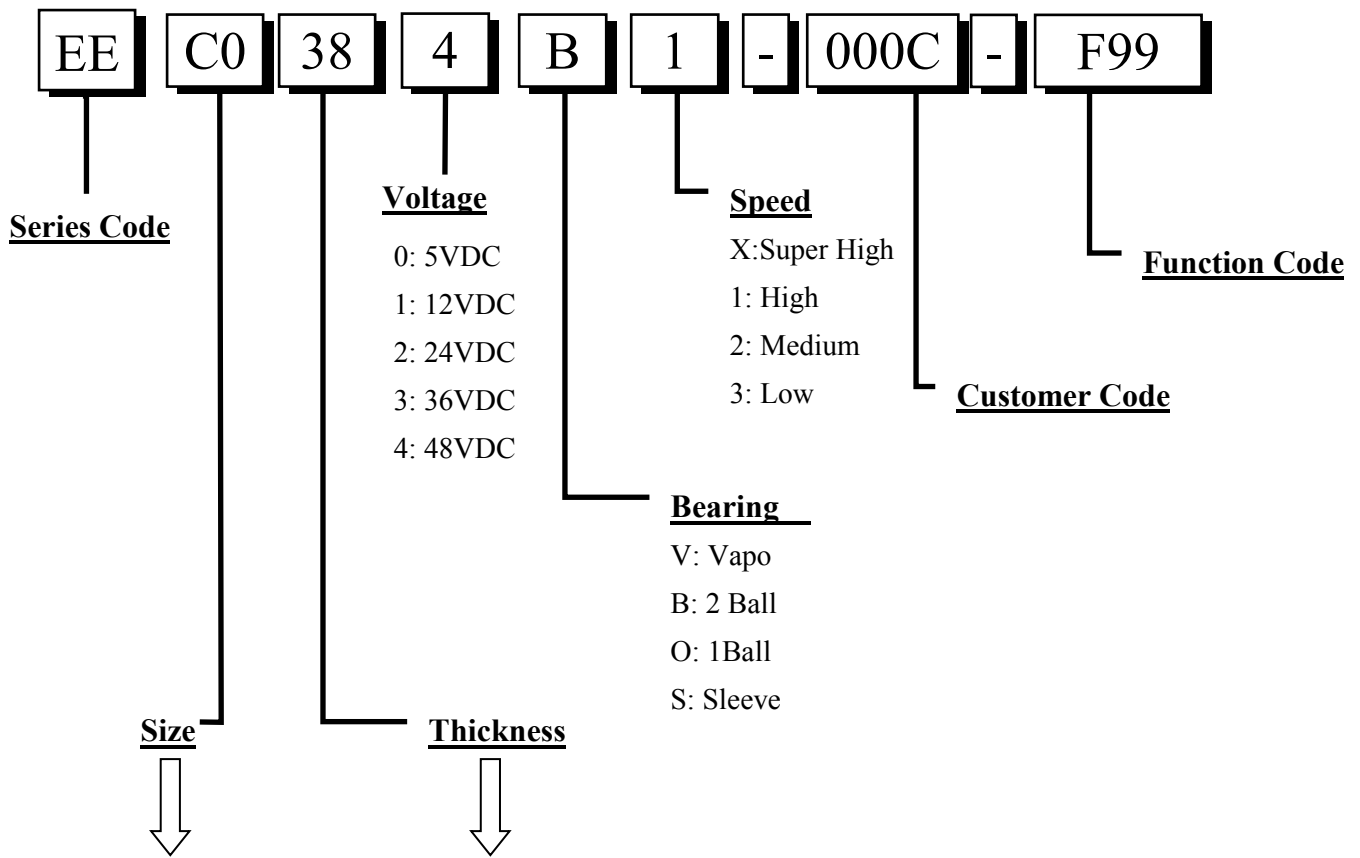 EE C0 38 4 B 1 - 000C - F99
Series Code
Voltage
0: 5VDC
1: 12VDC
2: 24VDC
3: 36VDC
4: 48VDC
Speed
X:Super High
1: High
2: Medium
3: Low
Function Code
Customer Code
Bearing
V: Vapo
B: 2 Ball
O: 1Ball
S: Sleeve
Size
Thickness